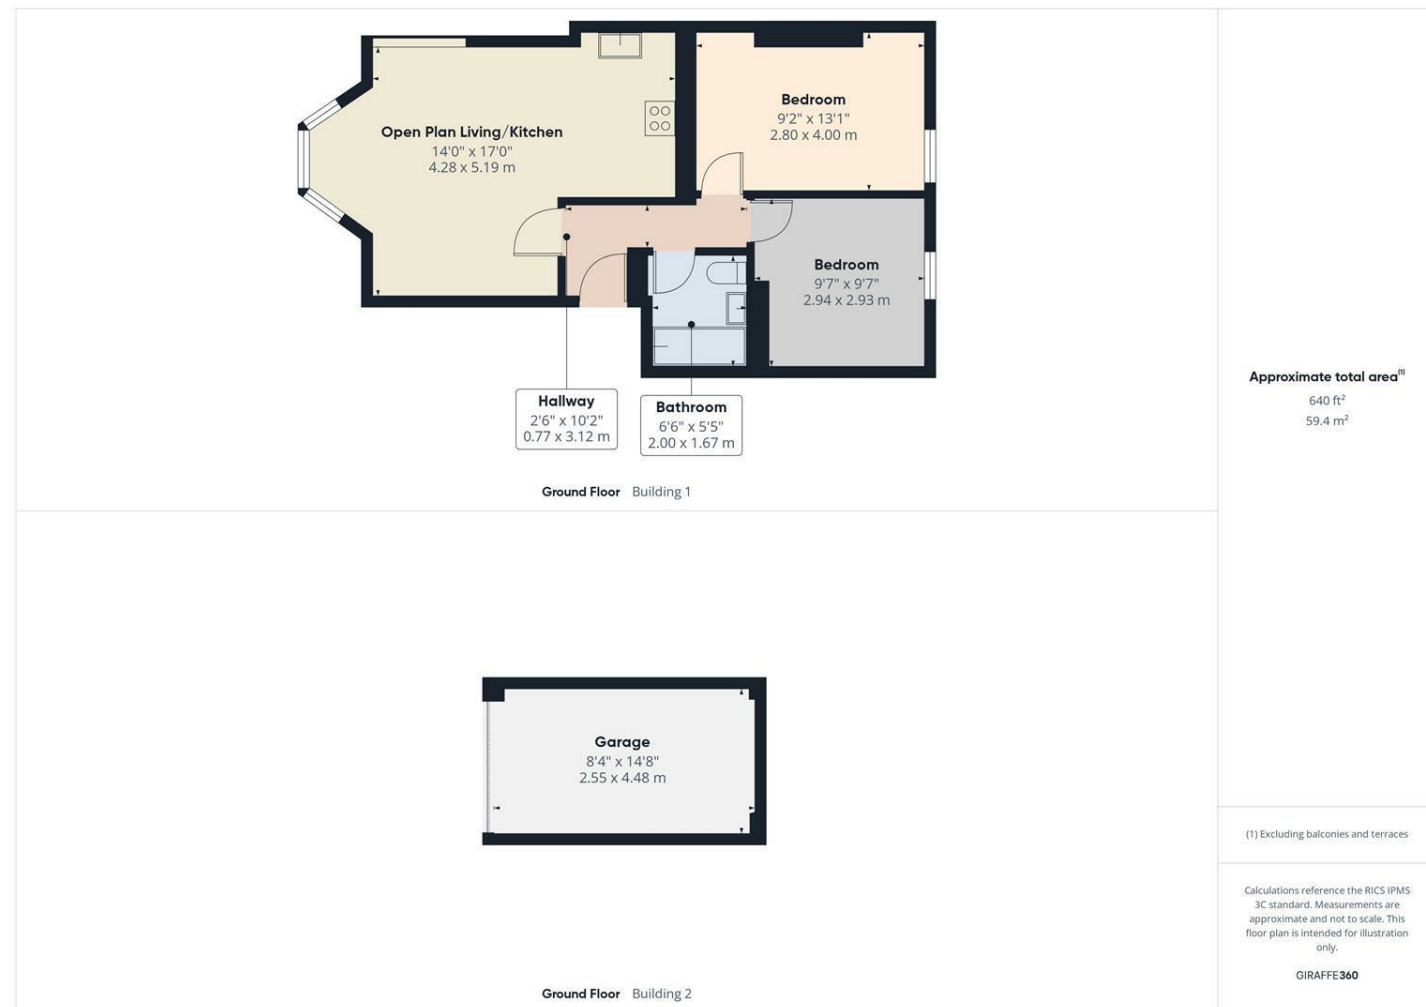 Open Plan Living/Kitchen
14'0" x 17'0"
4.28 x 5.19 m
Bedroom
9'2" x 13'1"
2.80 x 4.00 m
Bedroom
9'7" x 9'7"
2.94 x 2.93 m
Hallway
2'6" x 10'2"
0.77 x 3.12 m
Bathroom
6'6" x 5'5"
2.00 x 1.67 m
Ground Floor Building 1
Garage
8'4" x 14'8"
2.55 x 4.48 m
Ground Floor Building 2
Approximate total area(1)
640 ft²
59.4 m²
(1) Excluding balconies and terraces
Calculations reference the RICS IPMS
3C standard. Measurements are
approximate and not to scale. This
floor plan is intended for illustration
only.
GIRAFFE360